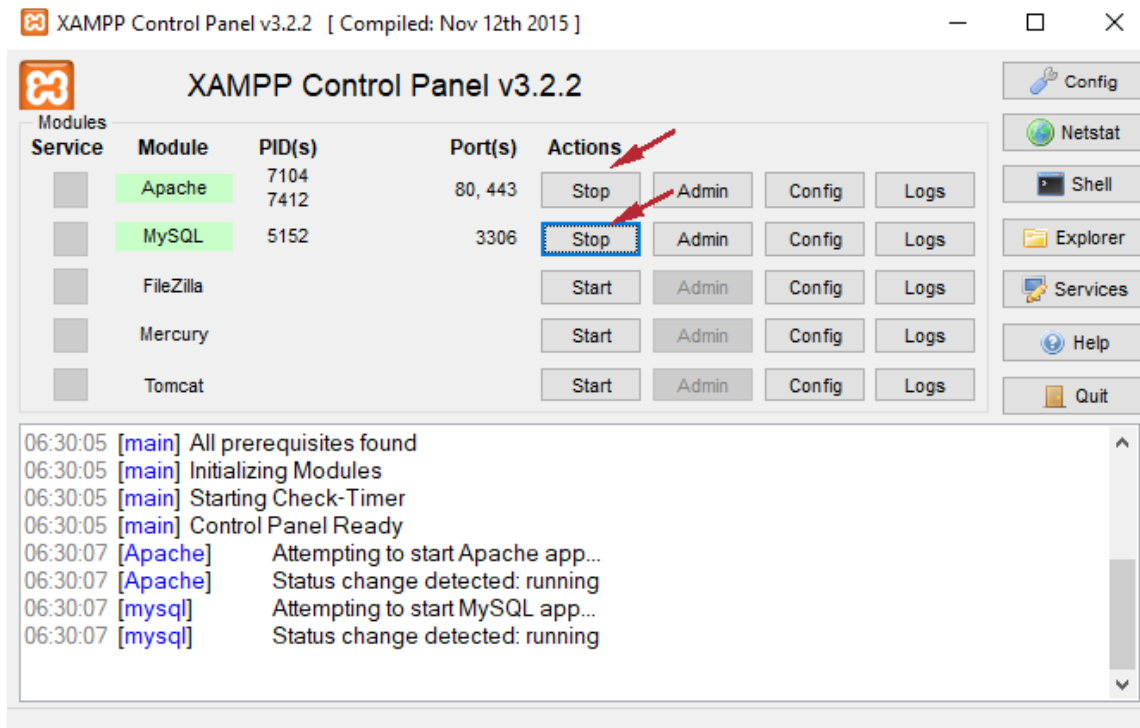 XAMPP Control Panel v3.2.2 [ Compiled: Nov 12th 2015 ]
XAMPP Control Panel v3.2.2
Config
Modules
Netstat
Service Module PID(s) Port(s) Actions
Apache 7104 7412 80, 443 Stop Admin Config Logs
Shell
MySQL 5152 3306 Stop Admin Config Logs
Explorer
FileZilla Start Admin Config Logs
Services
Mercury Start Admin Config Logs
Help
Tomcat Start Admin Config Logs
Quit
06:30:05 [main] All prerequisites found
06:30:05 [main] Initializing Modules
06:30:05 [main] Starting Check-Timer
06:30:05 [main] Control Panel Ready
06:30:07 [Apache] Attempting to start Apache app...
06:30:07 [Apache] Status change detected: running
06:30:07 [mysql] Attempting to start MySQL app...
06:30:07 [mysql] Status change detected: running